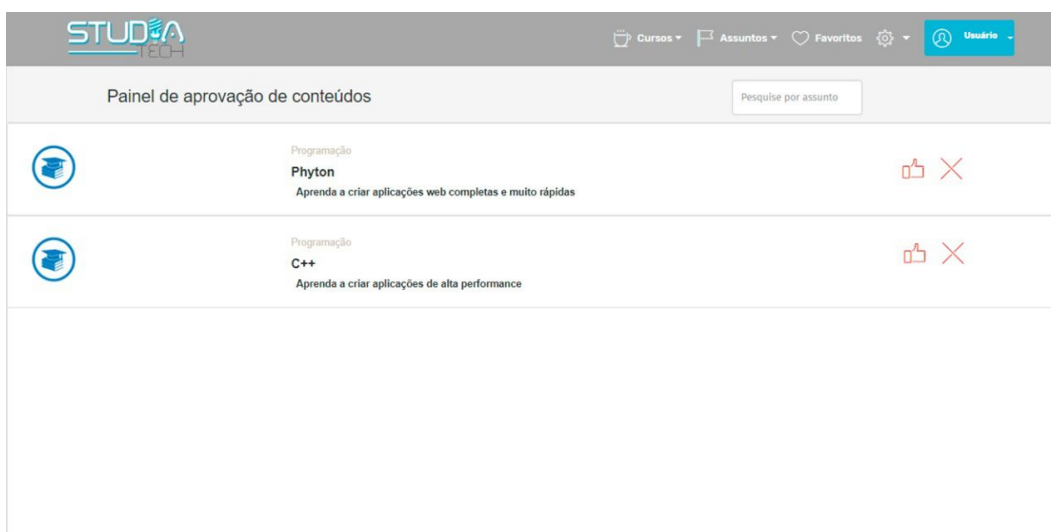 STUDIA
TECH
Cursos
Assuntos
Favoritos
Usuário
Painel de aprovação de conteúdos
Pesquise por assunto
Programação
Phyton
Aprenda a criar aplicações web completas e muito rápidas
Programação
C++
Aprenda a criar aplicações de alta performance